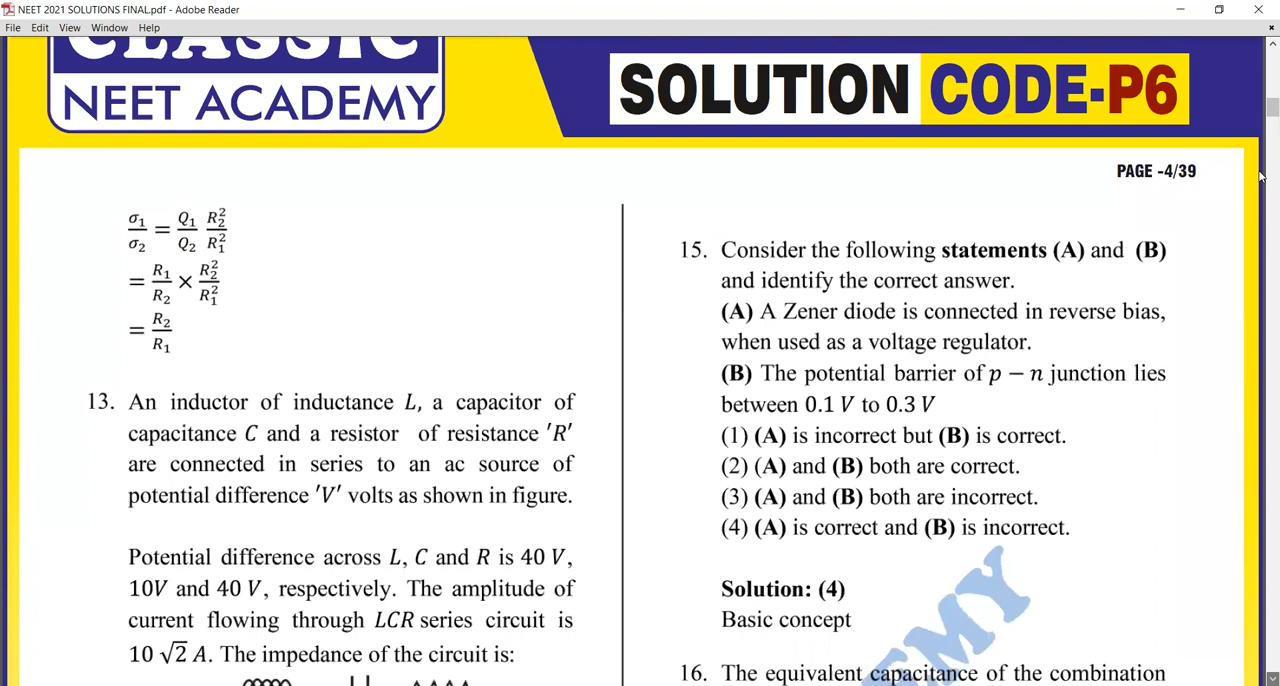 NEET 2021 SOLUTIONS FINAL.pdf - Adobe Reader
File Edit View Window Help
CLASSIC
NEET ACADEMY
SOLUTION CODE-P6
PAGE -4/39
σ₁/σ₂ = Q₁/Q₂ R₂²/R₁²
= R₁/R₂ × R₂²/R₁²
= R₂/R₁
13. An inductor of inductance L, a capacitor of
capacitance C and a resistor of resistance 'R'
are connected in series to an ac source of
potential difference 'V' volts as shown in figure.
Potential difference across L, C and R is 40 V,
10V and 40 V, respectively. The amplitude of
current flowing through LCR series circuit is
10 √2 A. The impedance of the circuit is:
15. Consider the following statements (A) and (B)
and identify the correct answer.
(A) A Zener diode is connected in reverse bias,
when used as a voltage regulator.
(B) The potential barrier of p − n junction lies
between 0.1 V to 0.3 V
(1) (A) is incorrect but (B) is correct.
(2) (A) and (B) both are correct.
(3) (A) and (B) both are incorrect.
(4) (A) is correct and (B) is incorrect.
Solution: (4)
Basic concept
16. The equivalent capacitance of the combination